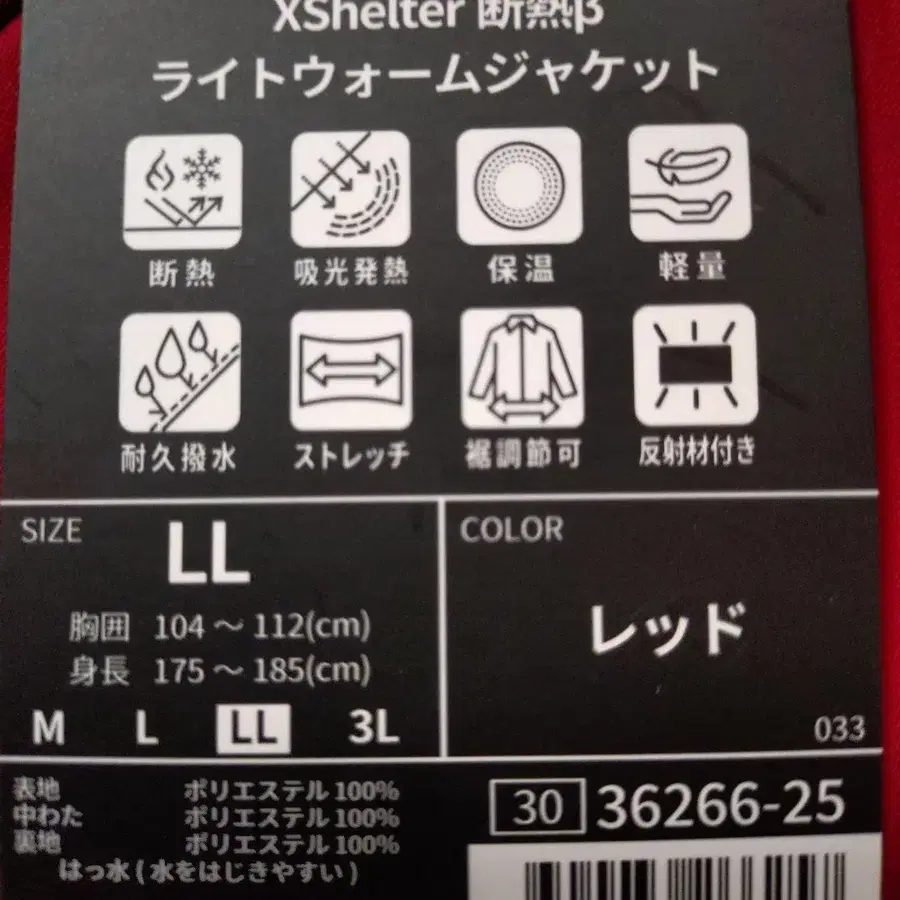 XShelter 断熱β
ライトウォームジャケット
断熱 吸光発熱 保温 軽量
耐久撥水 ストレッチ 裾調節可 反射材付き
SIZE
LL
胸囲 104 ～ 112(cm)
身長 175 ～ 185(cm)
M L LL 3L
COLOR
レッド
033
表地 ポリエステル 100%
中わた ポリエステル 100%
裏地 ポリエステル 100%
はっ水 ( 水をはじきやすい )
30 36266-25